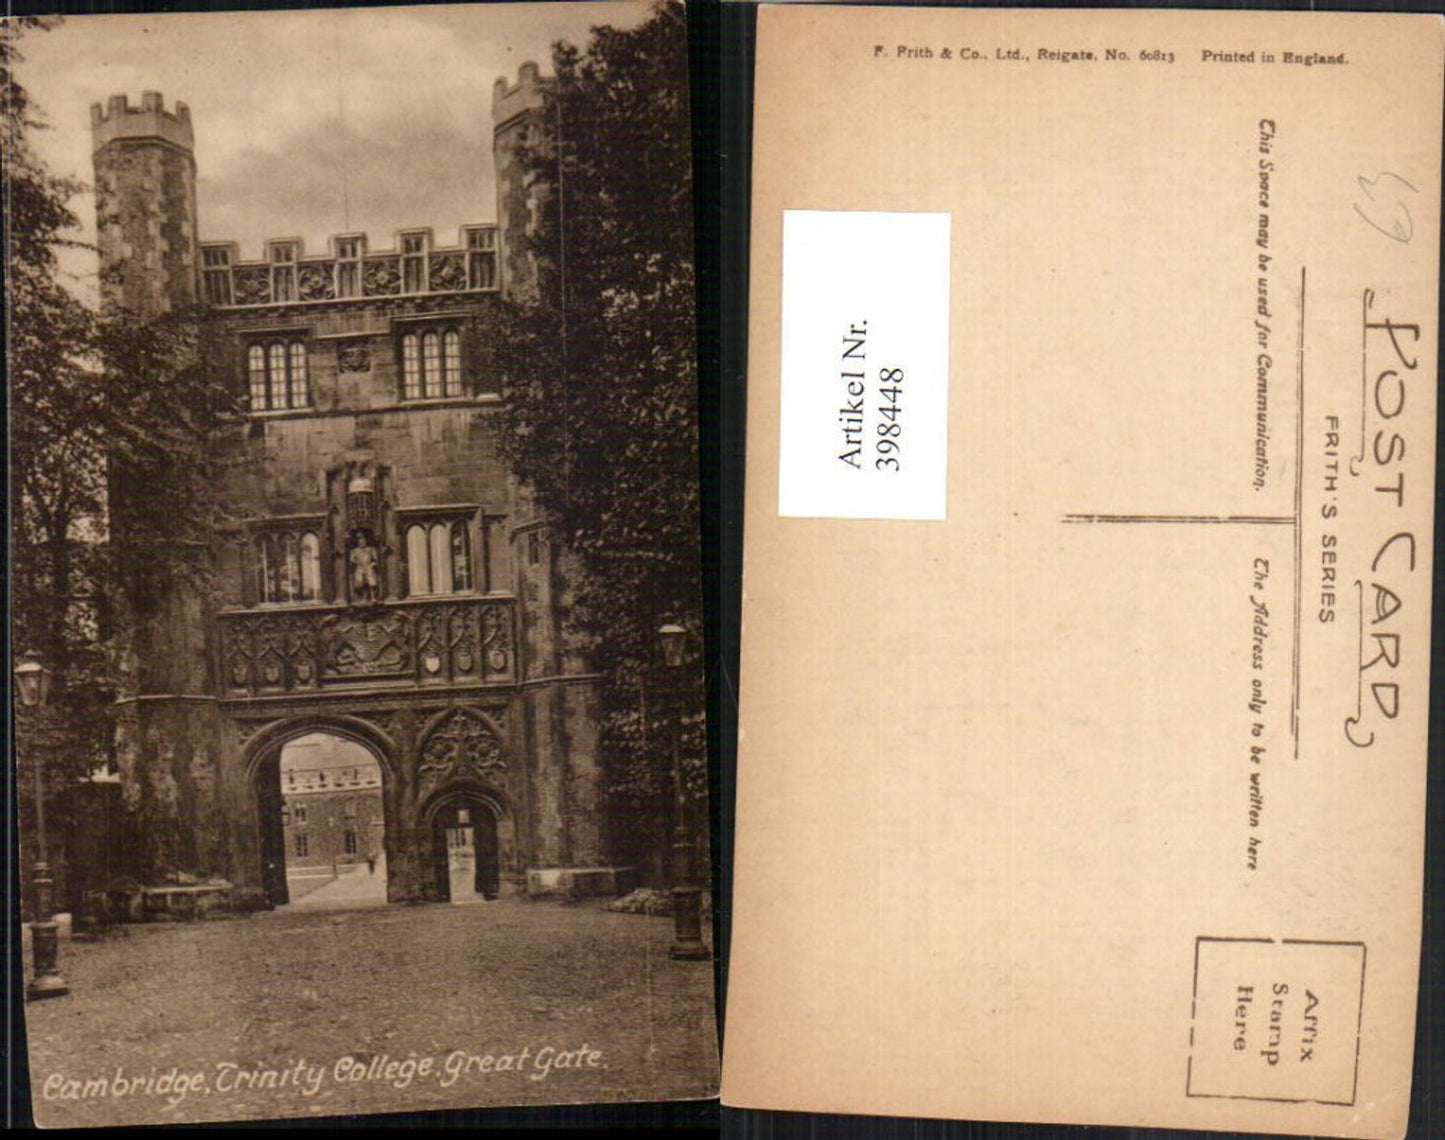 Cambridge, Trinity College. Great Gate.
F. Frith & Co., Ltd., Reigate, No. 60813 Printed in England.
Artikel Nr.
398448
POST CARD
FRITH'S SERIES
This Space may be used for Communication.
The Address only to be written here
Affix
Stamp
Here